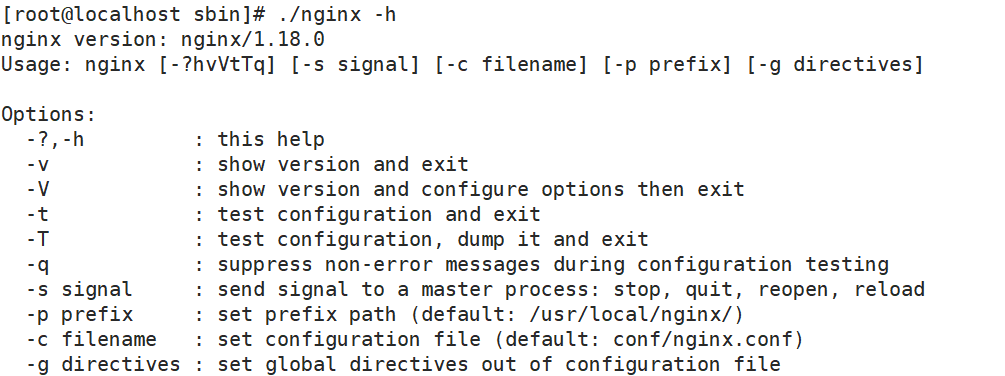 [root@localhost sbin]# ./nginx -h
nginx version: nginx/1.18.0
Usage: nginx [-?hvVtTq] [-s signal] [-c filename] [-p prefix] [-g directives]

Options:
  -?,-h         : this help
  -v            : show version and exit
  -V            : show version and configure options then exit
  -t            : test configuration and exit
  -T            : test configuration, dump it and exit
  -q            : suppress non-error messages during configuration testing
  -s signal     : send signal to a master process: stop, quit, reopen, reload
  -p prefix     : set prefix path (default: /usr/local/nginx/)
  -c filename   : set configuration file (default: conf/nginx.conf)
  -g directives : set global directives out of configuration file